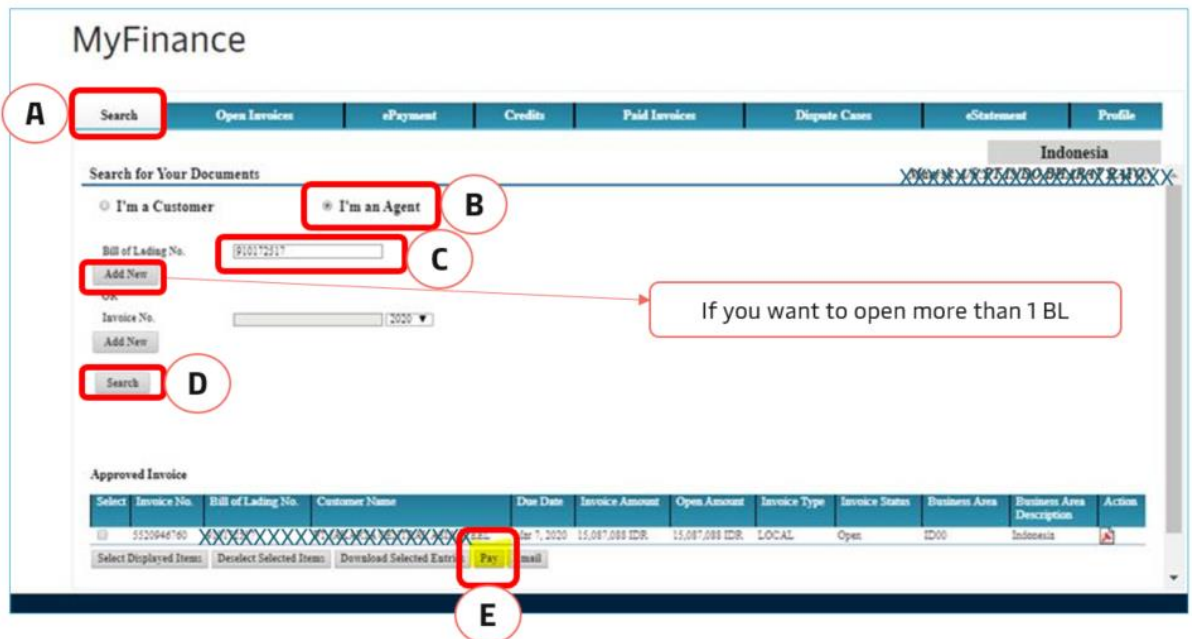 MyFinance
A
Search Open Invoices ePayment Credits Paid Invoices Dispute Cases eStatement Profile
Indonesia
Search for Your Documents
I'm a Customer I'm an Agent B
Bill of Lading No. 910172517 C
Add New
OR
If you want to open more than 1 BL
Invoice No. 2020
Add New
Search D
Approved Invoice
Select Invoice No. Bill of Lading No. Customer Name Due Date Invoice Amount Open Amount Invoice Type Invoice Status Business Area Business Area Description Action
5520946760 7, 2020 15,087,088 IDR 15,087,088 IDR LOCAL Open ID00 Indonesia
Select Displayed Items Deselect Selected Items Download Selected Entries Pay Email
E